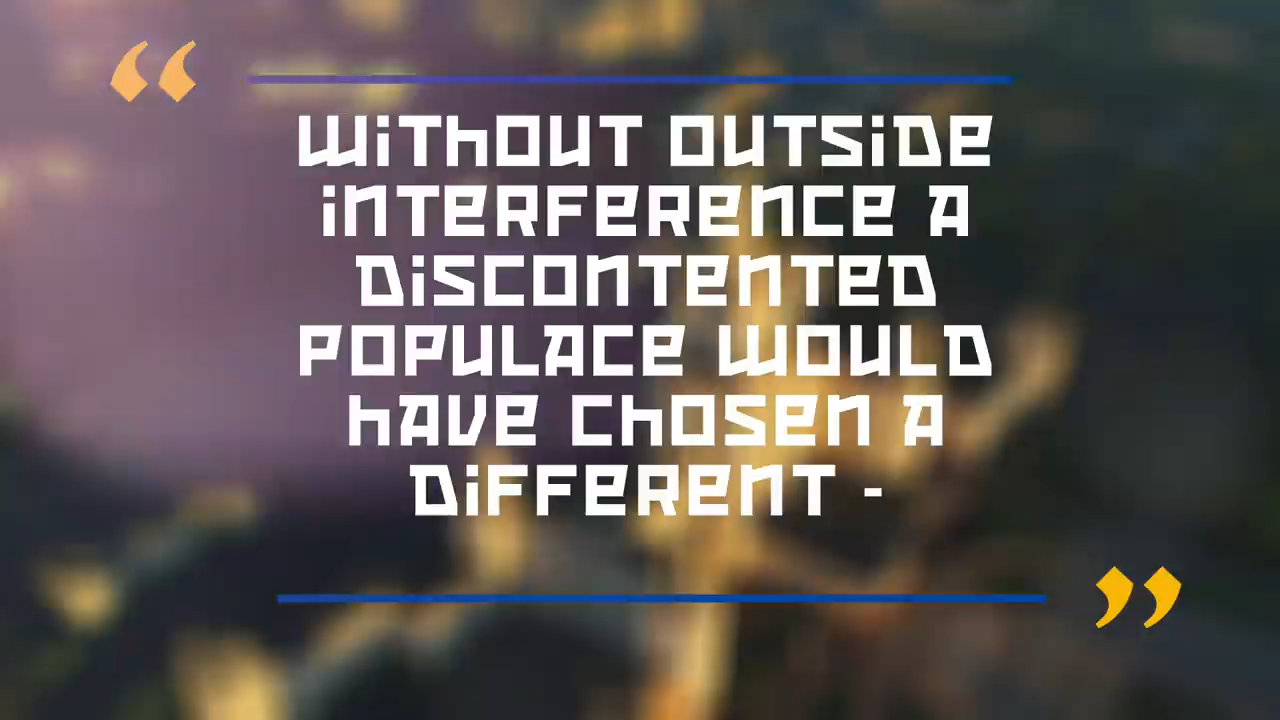 “
WiThOUT OUTSiDe
inTeRFeRenCe A
DiSCOnTenTeD
POPULACe WOULD
hAVe ChOSen A
DiFFeRenT -
”